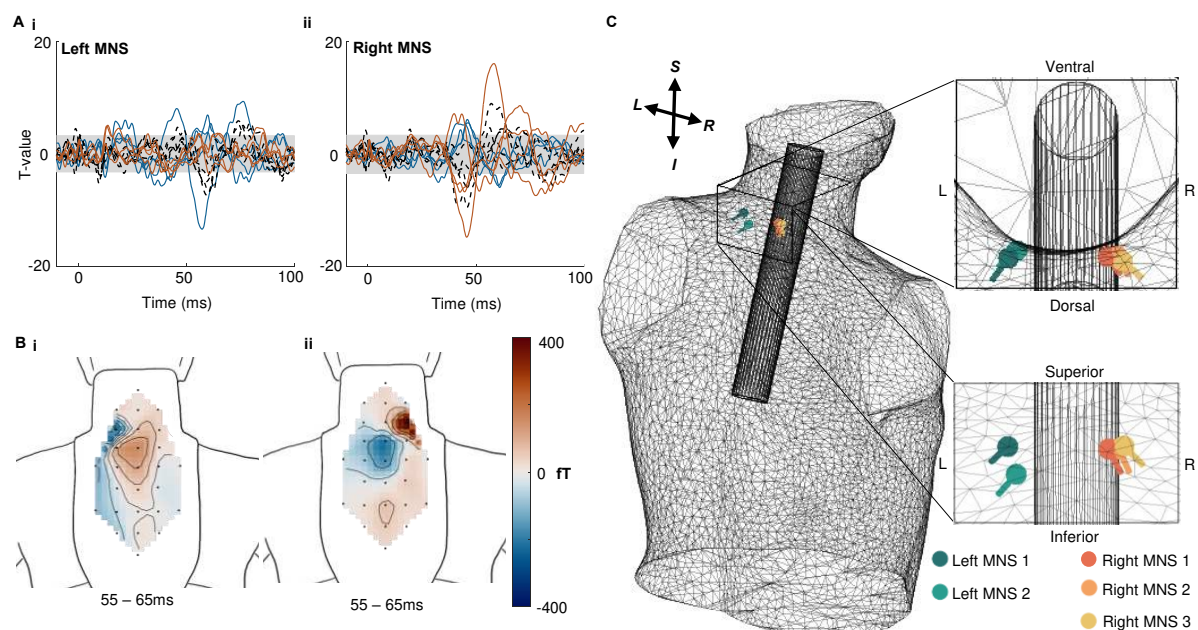 A
i
Left MNS
20
0
-20
T-value
0
50
100
Time (ms)
ii
Right MNS
20
0
-20
0
50
100
Time (ms)
B
i
55 – 65ms
ii
55 – 65ms
400
0
fT
-400
C
S
L
R
I
Ventral
L
R
Dorsal
Superior
L
R
Inferior
Left MNS 1
Left MNS 2
Right MNS 1
Right MNS 2
Right MNS 3